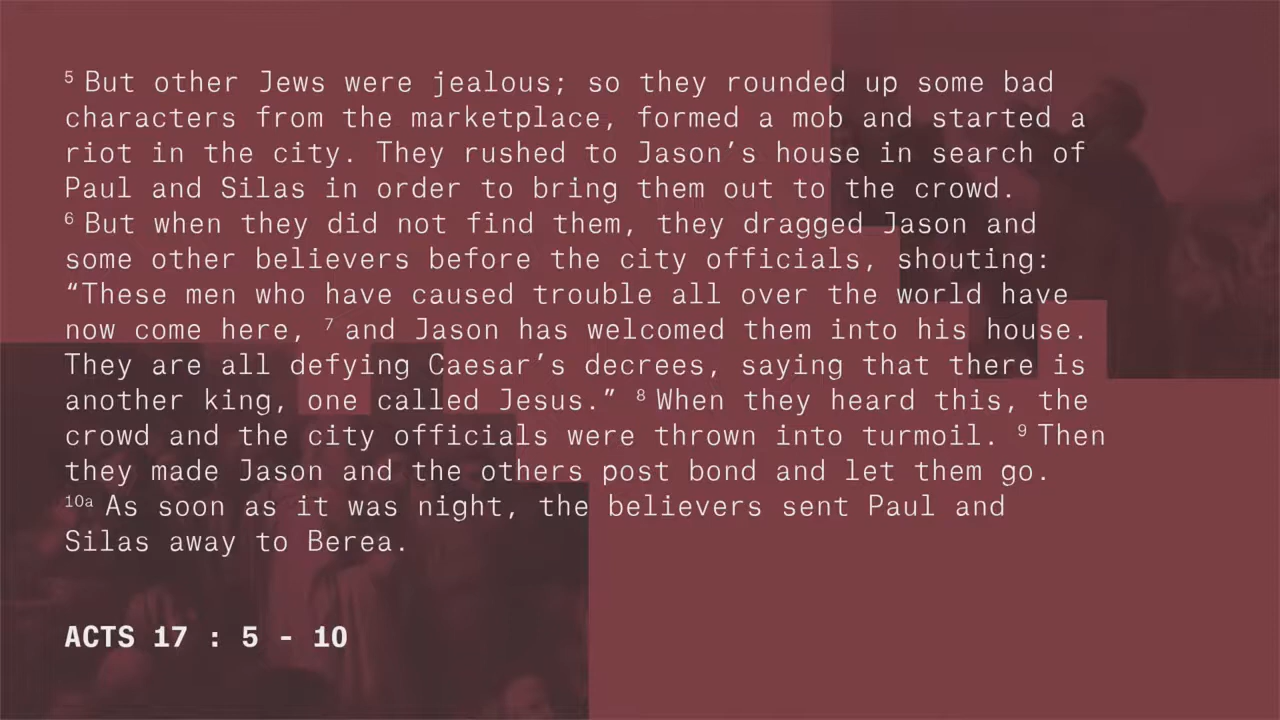 5 But other Jews were jealous; so they rounded up some bad
characters from the marketplace, formed a mob and started a
riot in the city. They rushed to Jason’s house in search of
Paul and Silas in order to bring them out to the crowd.
6 But when they did not find them, they dragged Jason and
some other believers before the city officials, shouting:
“These men who have caused trouble all over the world have
now come here, 7 and Jason has welcomed them into his house.
They are all defying Caesar’s decrees, saying that there is
another king, one called Jesus.” 8 When they heard this, the
crowd and the city officials were thrown into turmoil. 9 Then
they made Jason and the others post bond and let them go.
10a As soon as it was night, the believers sent Paul and
Silas away to Berea.
ACTS 17 : 5 - 10